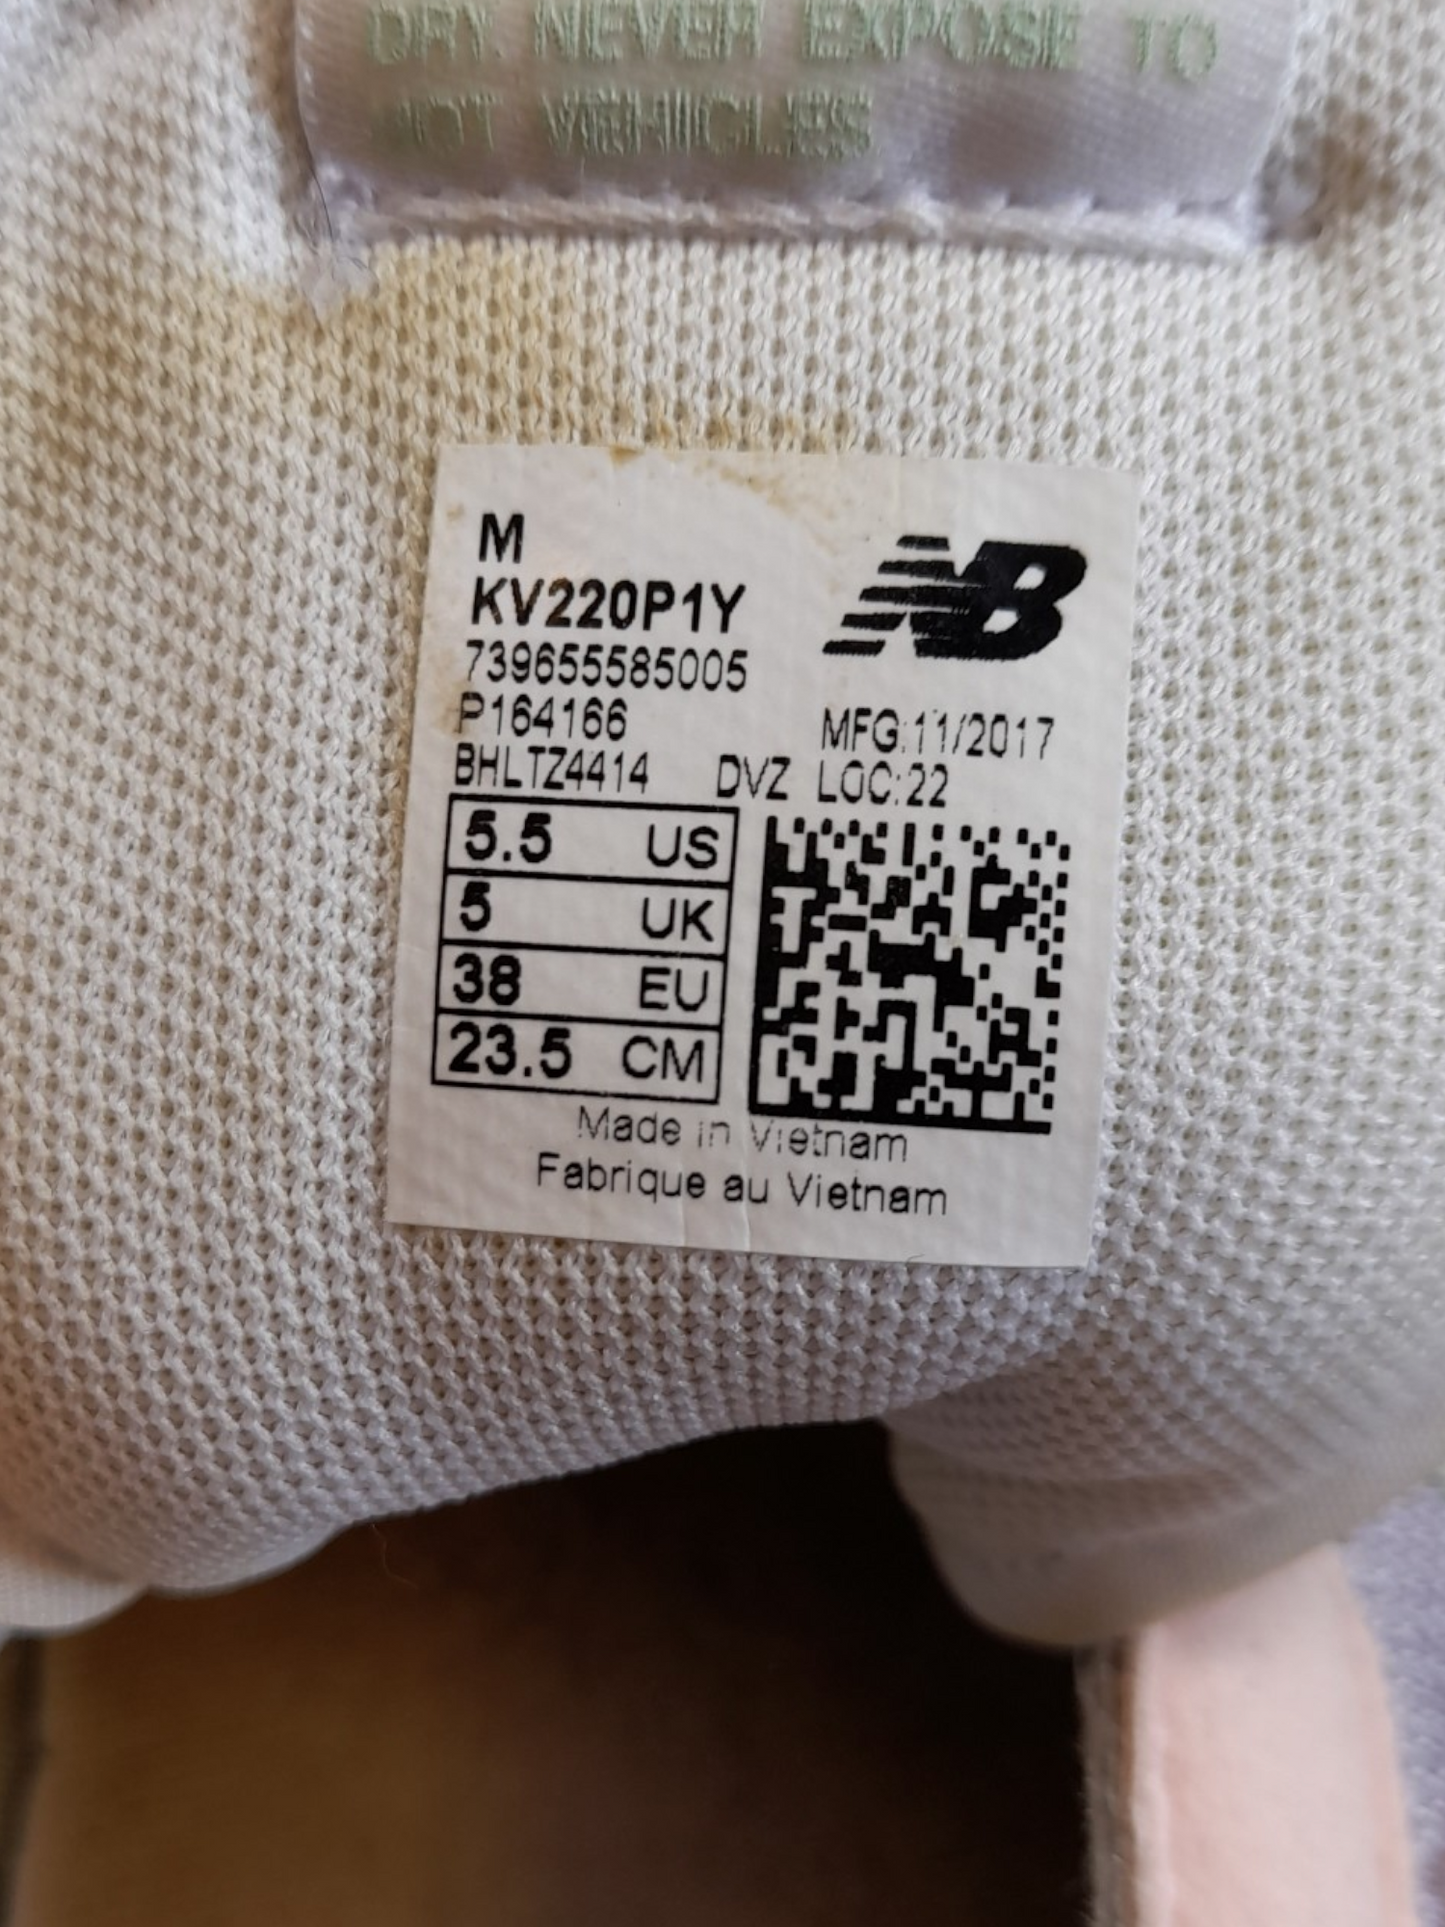 DRY. NEVER EXPOSE TO
HOT VEHICLES
M
KV220P1Y
NB
739655585005
P164166
MFG:11/2017
BHLTZ4414 DVZ LOC:22
5.5 US
5 UK
38 EU
23.5 CM
Made in Vietnam
Fabrique au Vietnam